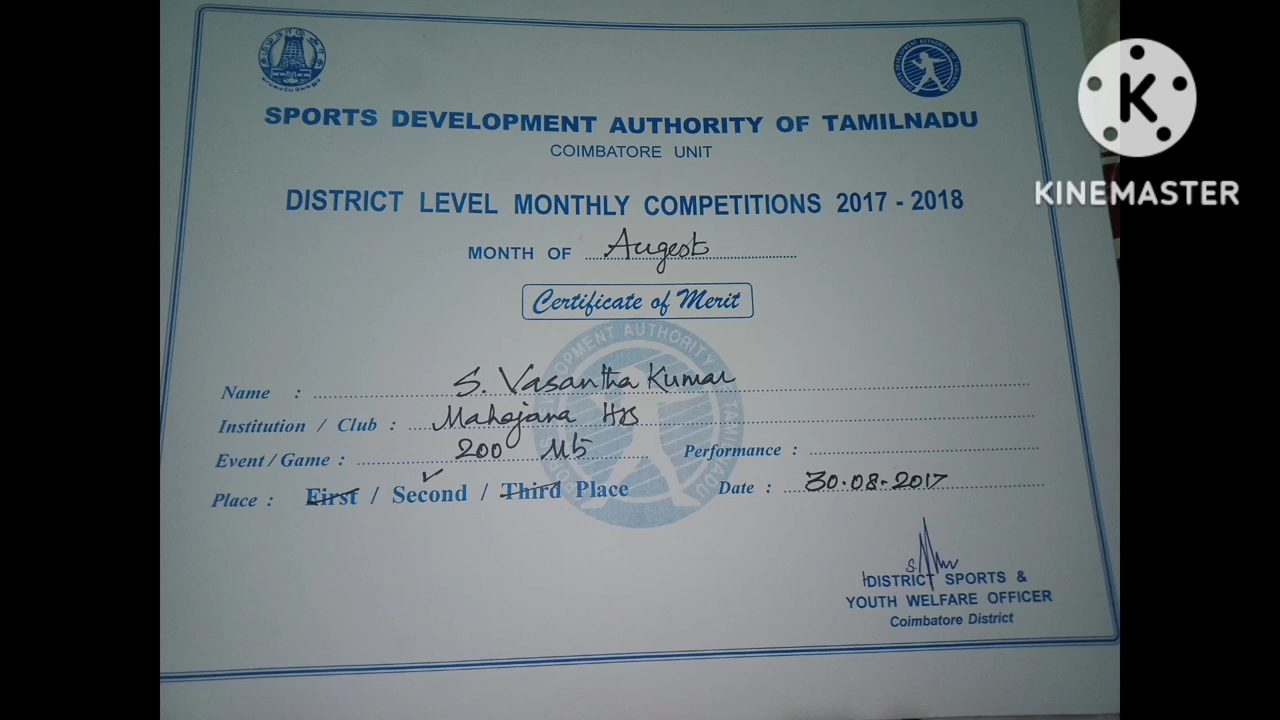 SPORTS DEVELOPMENT AUTHORITY OF TAMILNADU
COIMBATORE UNIT
DISTRICT LEVEL MONTHLY COMPETITIONS 2017 - 2018
MONTH OF Augest
Certificate of Merit
Name : S. Vasantha Kumar
Institution / Club : Mahajana HSS
Event / Game : 200 Mts Performance :
Place : First / Second / Third Place Date : 30.08.2017
DISTRICT SPORTS &
YOUTH WELFARE OFFICER
Coimbatore District
K
KINEMASTER